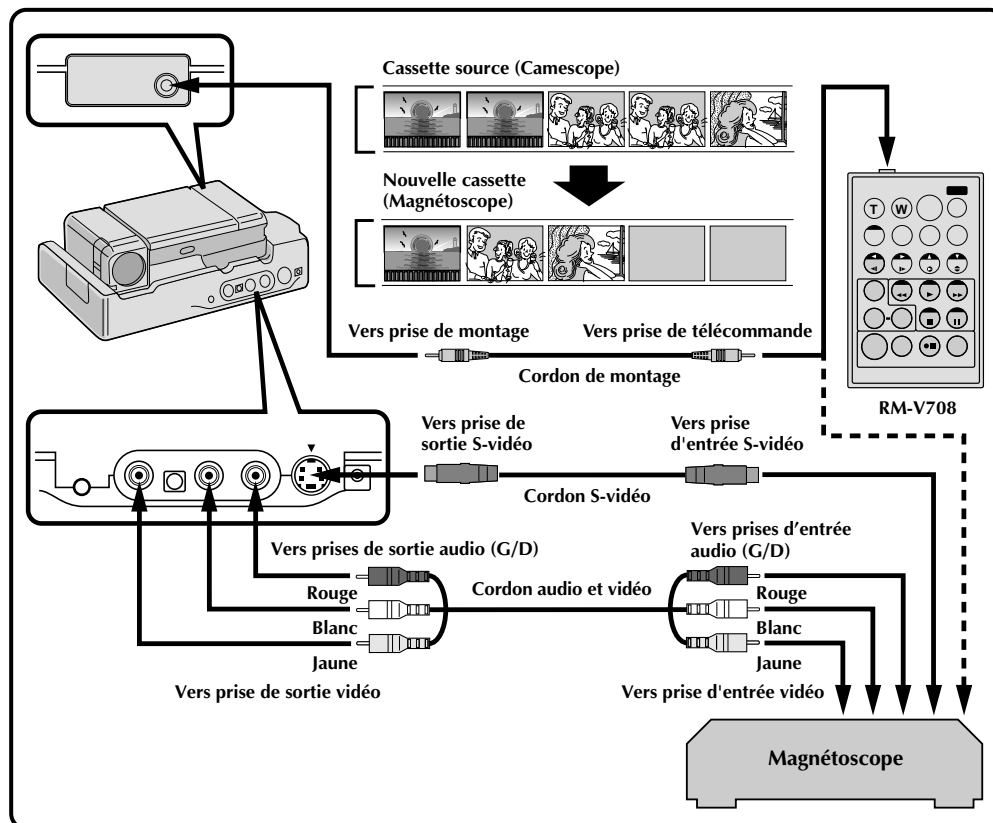 Cassette source (Camescope)
Nouvelle cassette
(Magnétoscope)
T W
Vers prise de montage
Vers prise de télécommande
Cordon de montage
RM-V708
Vers prise de
sortie S-vidéo
Vers prise
d'entrée S-vidéo
Cordon S-vidéo
Vers prises de sortie audio (G/D)
Vers prises d’entrée
audio (G/D)
Cordon audio et vidéo
Rouge
Rouge
Blanc
Blanc
Jaune
Jaune
Vers prise de sortie vidéo
Vers prise d'entrée vidéo
Magnétoscope